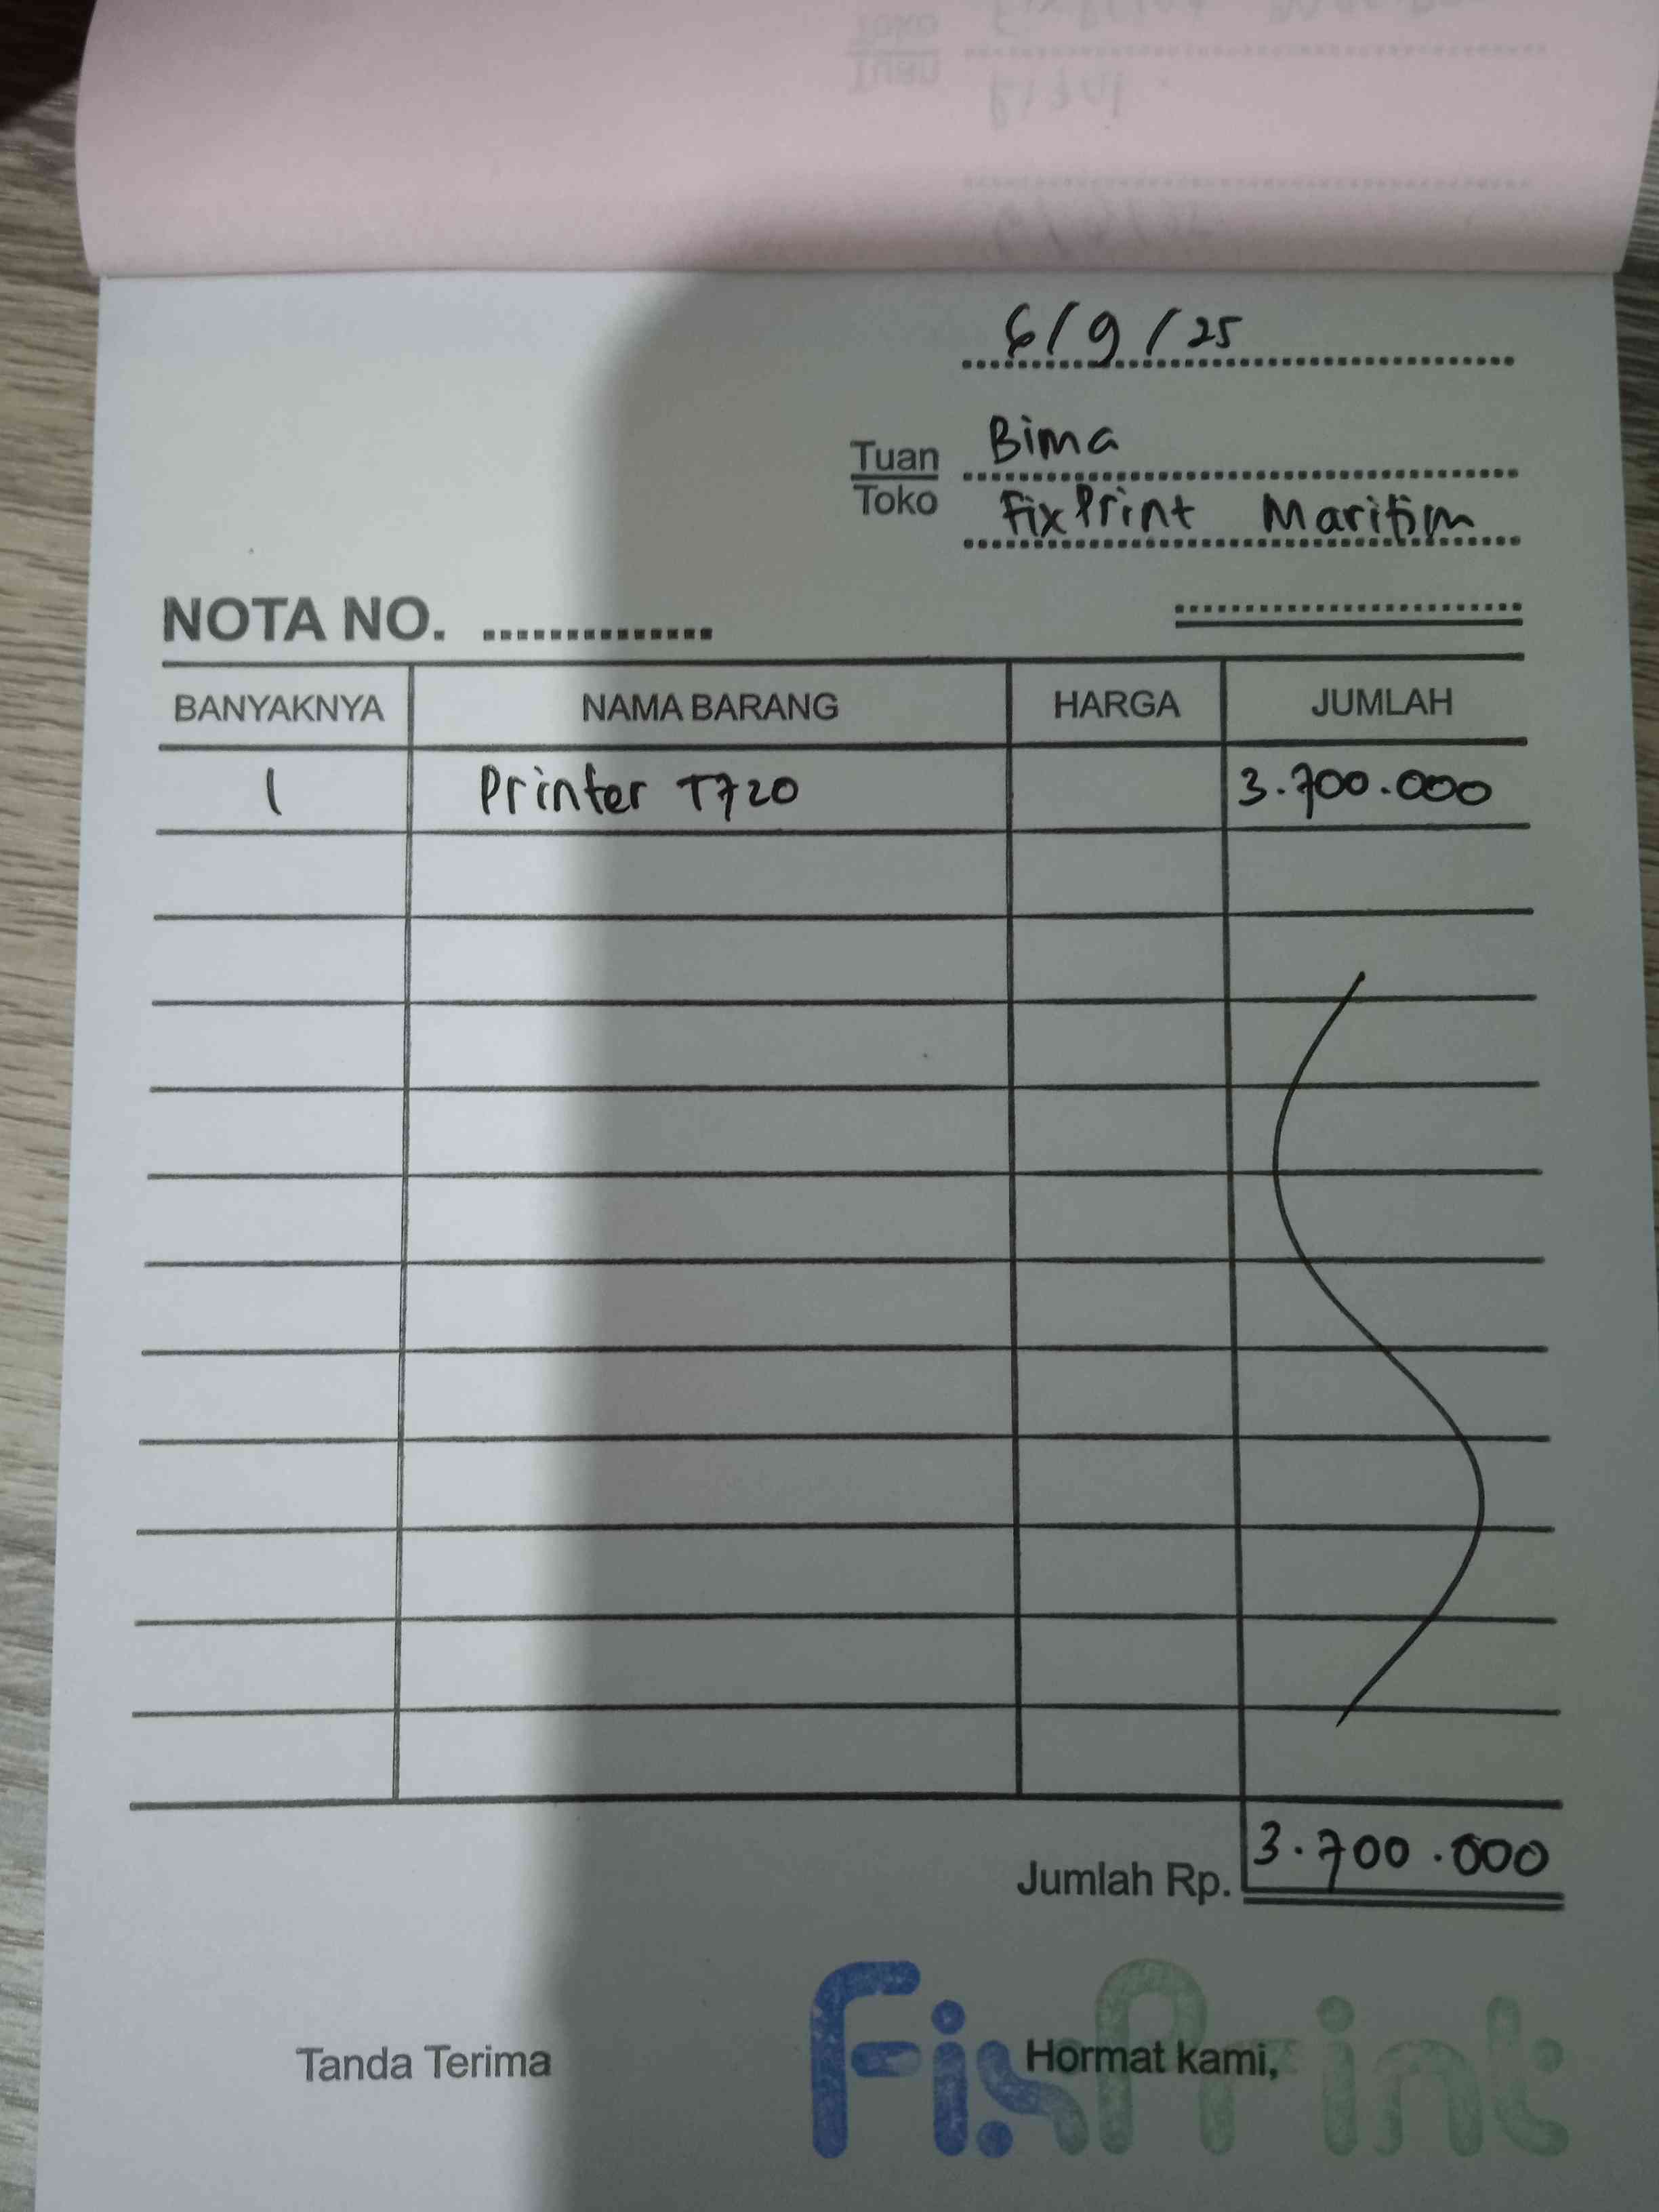 6/9/25
Tuan Bima
Toko FixPrint Maritim
NOTA NO. ..............
BANYAKNYA NAMA BARANG HARGA JUMLAH
1 Printer T720 3.700.000
Jumlah Rp. 3.700.000
Tanda Terima Hormat kami,
FixPrint